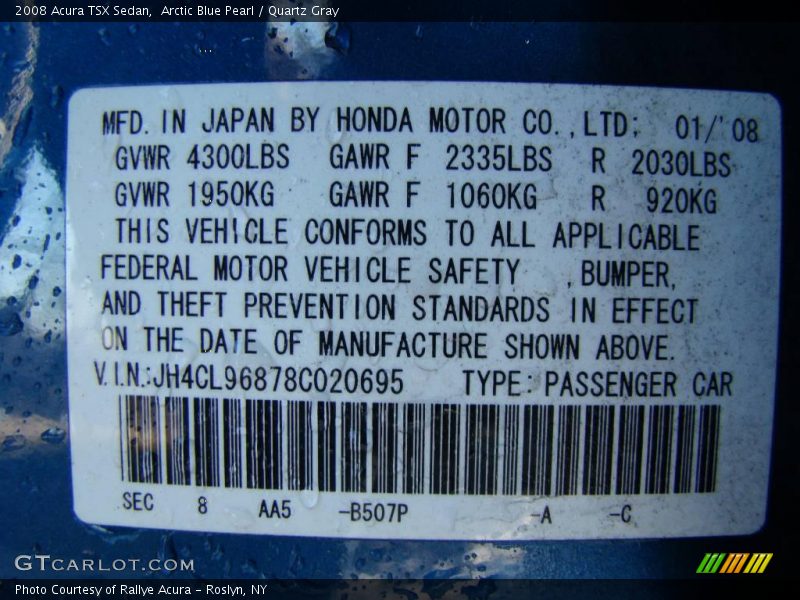 2008 Acura TSX Sedan,  Arctic Blue Pearl / Quartz Gray
MFD. IN JAPAN BY HONDA MOTOR CO.,LTD; 01/'08
GVWR 4300LBS GAWR F 2335LBS R 2030LBS
GVWR 1950KG GAWR F 1060KG R 920KG
THIS VEHICLE CONFORMS TO ALL APPLICABLE
FEDERAL MOTOR VEHICLE SAFETY ,BUMPER,
AND THEFT PREVENTION STANDARDS IN EFFECT
ON THE DATE OF MANUFACTURE SHOWN ABOVE.
V.I.N.:JH4CL96878C020695 TYPE:PASSENGER CAR
SEC 8 AA5 -B507P -A -C
GTCARLOT.COM
Photo Courtesy of Rallye Acura – Roslyn, NY